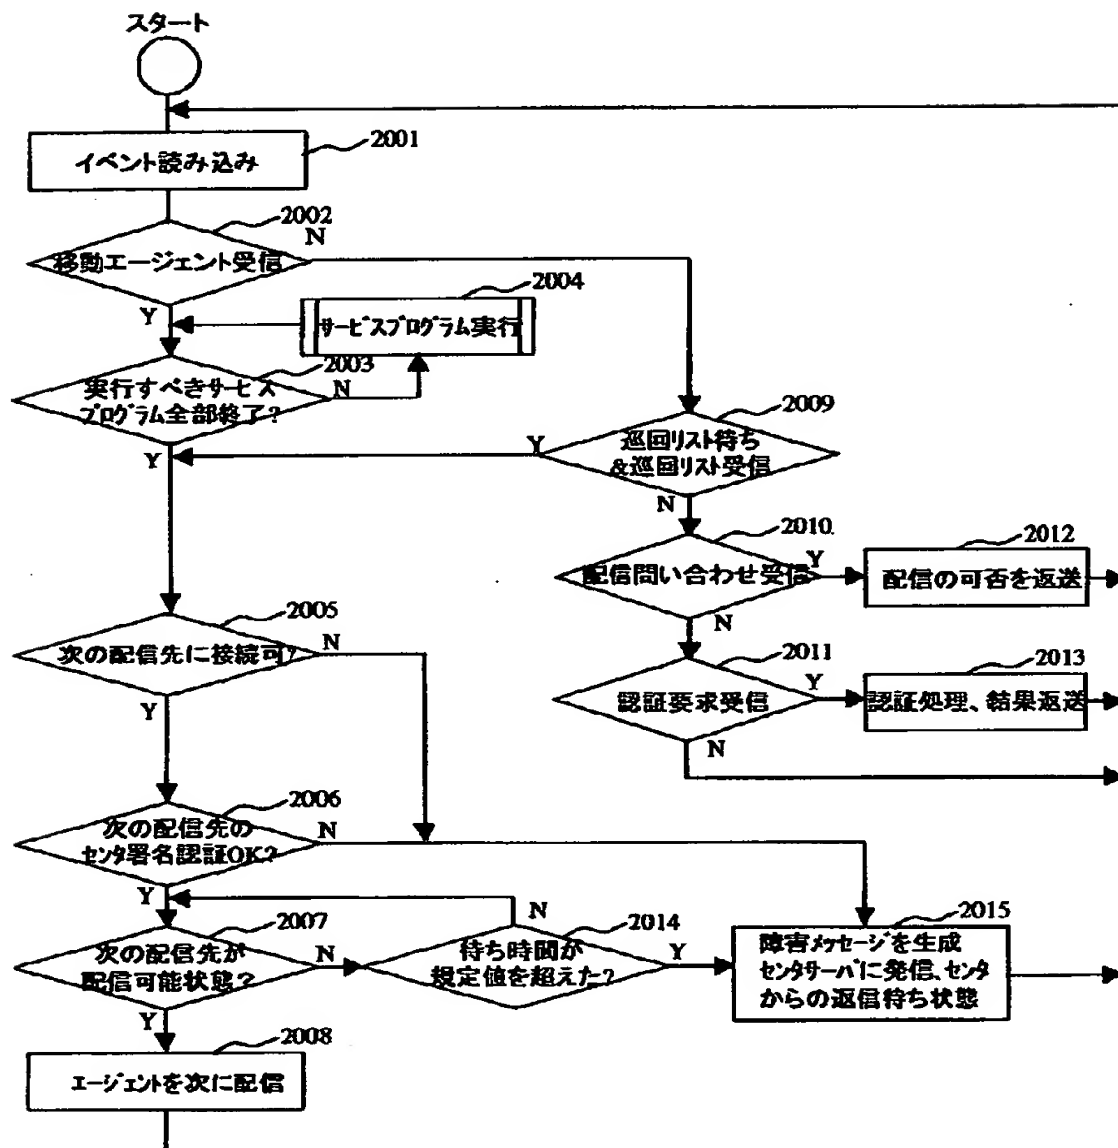 スタート
2001
イベント読み込み
2002
移動エージェント受信
N
Y
2004
サービスプログラム実行
2003
実行すべきサービス
プログラム全部終了?
N
Y
2009
巡回リスト待ち
&巡回リスト受信
Y
N
2010
配信問い合わせ受信
Y
N
2012
配信の可否を返送
2005
次の配信先に接続可?
N
Y
2011
認証要求受信
Y
N
2013
認証処理、結果返送
2006
次の配信先の
センタ署名認証OK?
N
Y
2007
次の配信先が
配信可能状態?
N
Y
2014
待ち時間が
規定値を超えた?
N
Y
2015
障害メッセージを生成
センタサーバに発信、センタ
からの返信待ち状態
2008
エージェントを次に配信